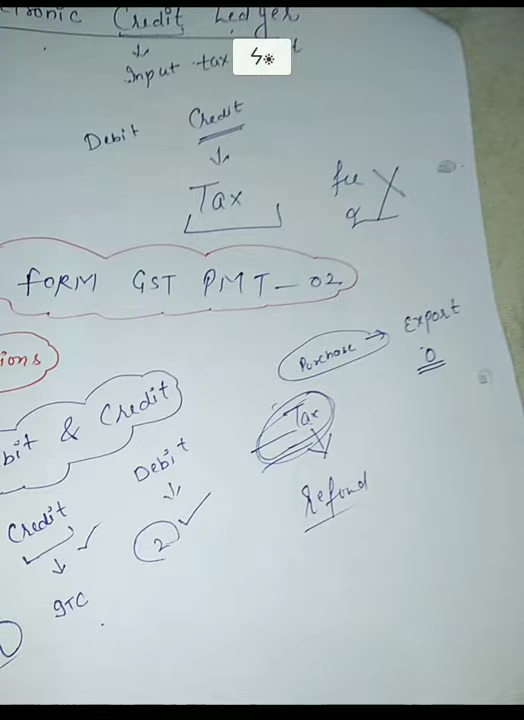 tronic Credit Ledger
Input tax
Debit Credit
Tax
fee
FORM GST PMT-02
ions
Purchase → Export
0
bit & Credit
Tax
Debit
Refund
Credit
2
ITC